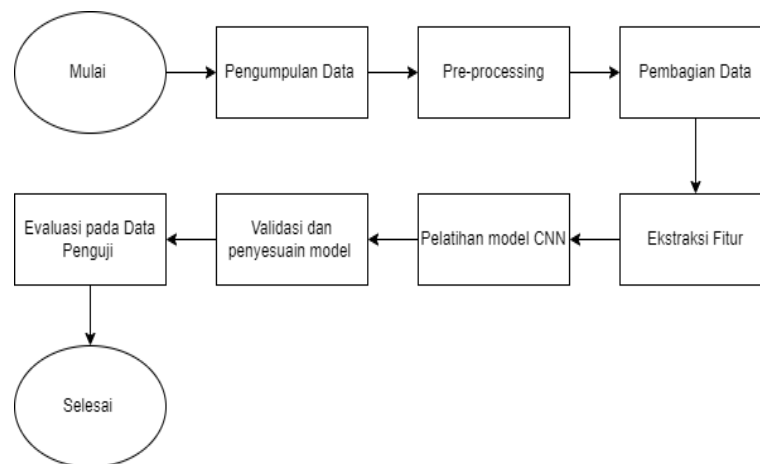 Mulai
Pengumpulan Data
Pre-processing
Pembagian Data
Ekstraksi Fitur
Pelatihan model CNN
Validasi dan
penyesuain model
Evaluasi pada Data
Penguji
Selesai